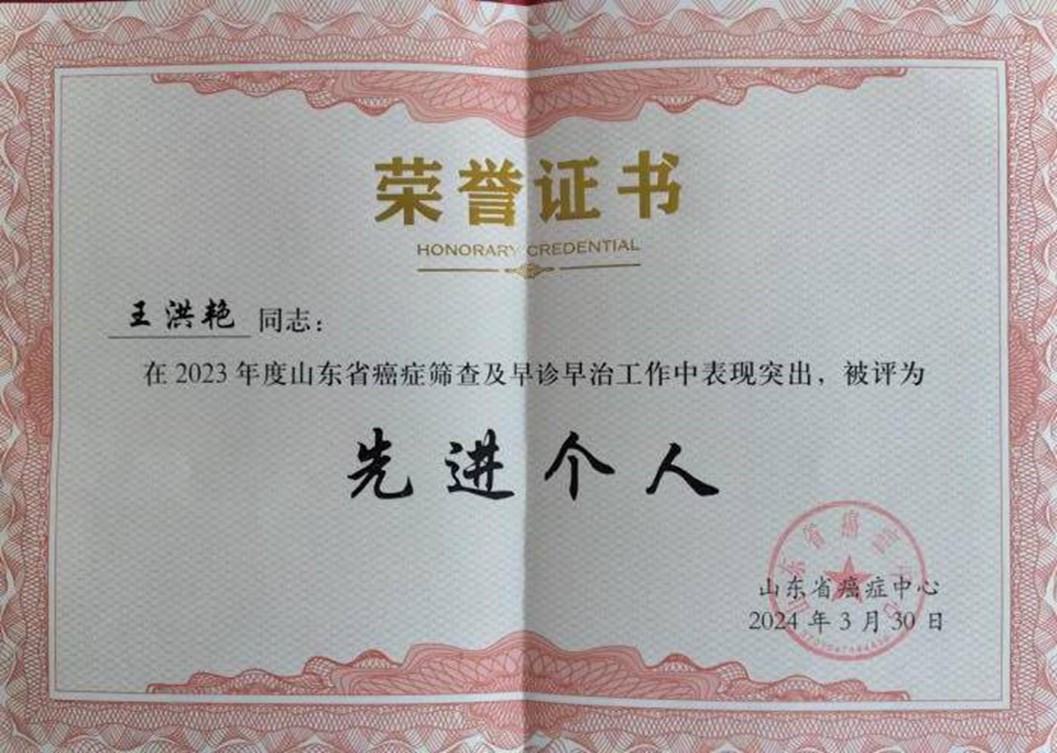 荣誉证书
HONORARY CREDENTIAL
王洪艳 同志:
在 2023 年度山东省癌症筛查及早诊早治工作中表现突出，被评为
先进个人
山东省癌症中心
2024 年 3 月 30 日